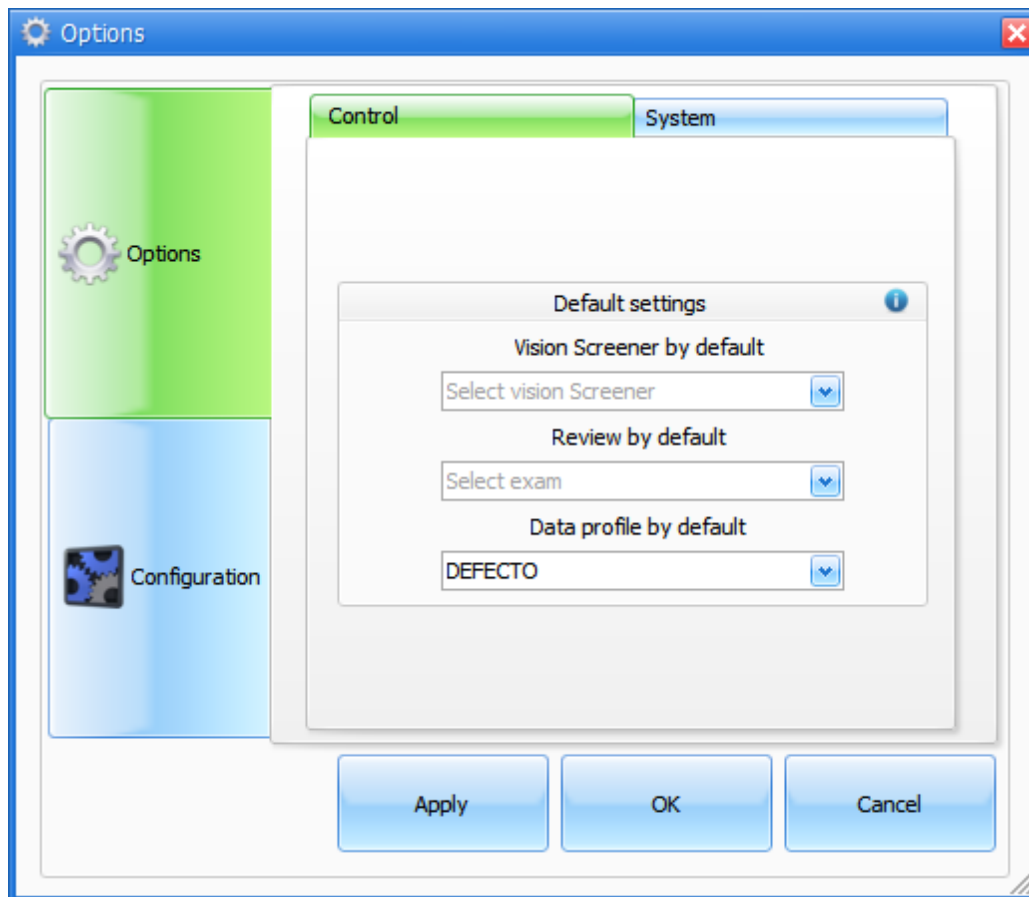 Options
Control
System
Options
Default settings
Vision Screener by default
Select vision Screener
Review by default
Select exam
Data profile by default
DEFECTO
Configuration
Apply
OK
Cancel